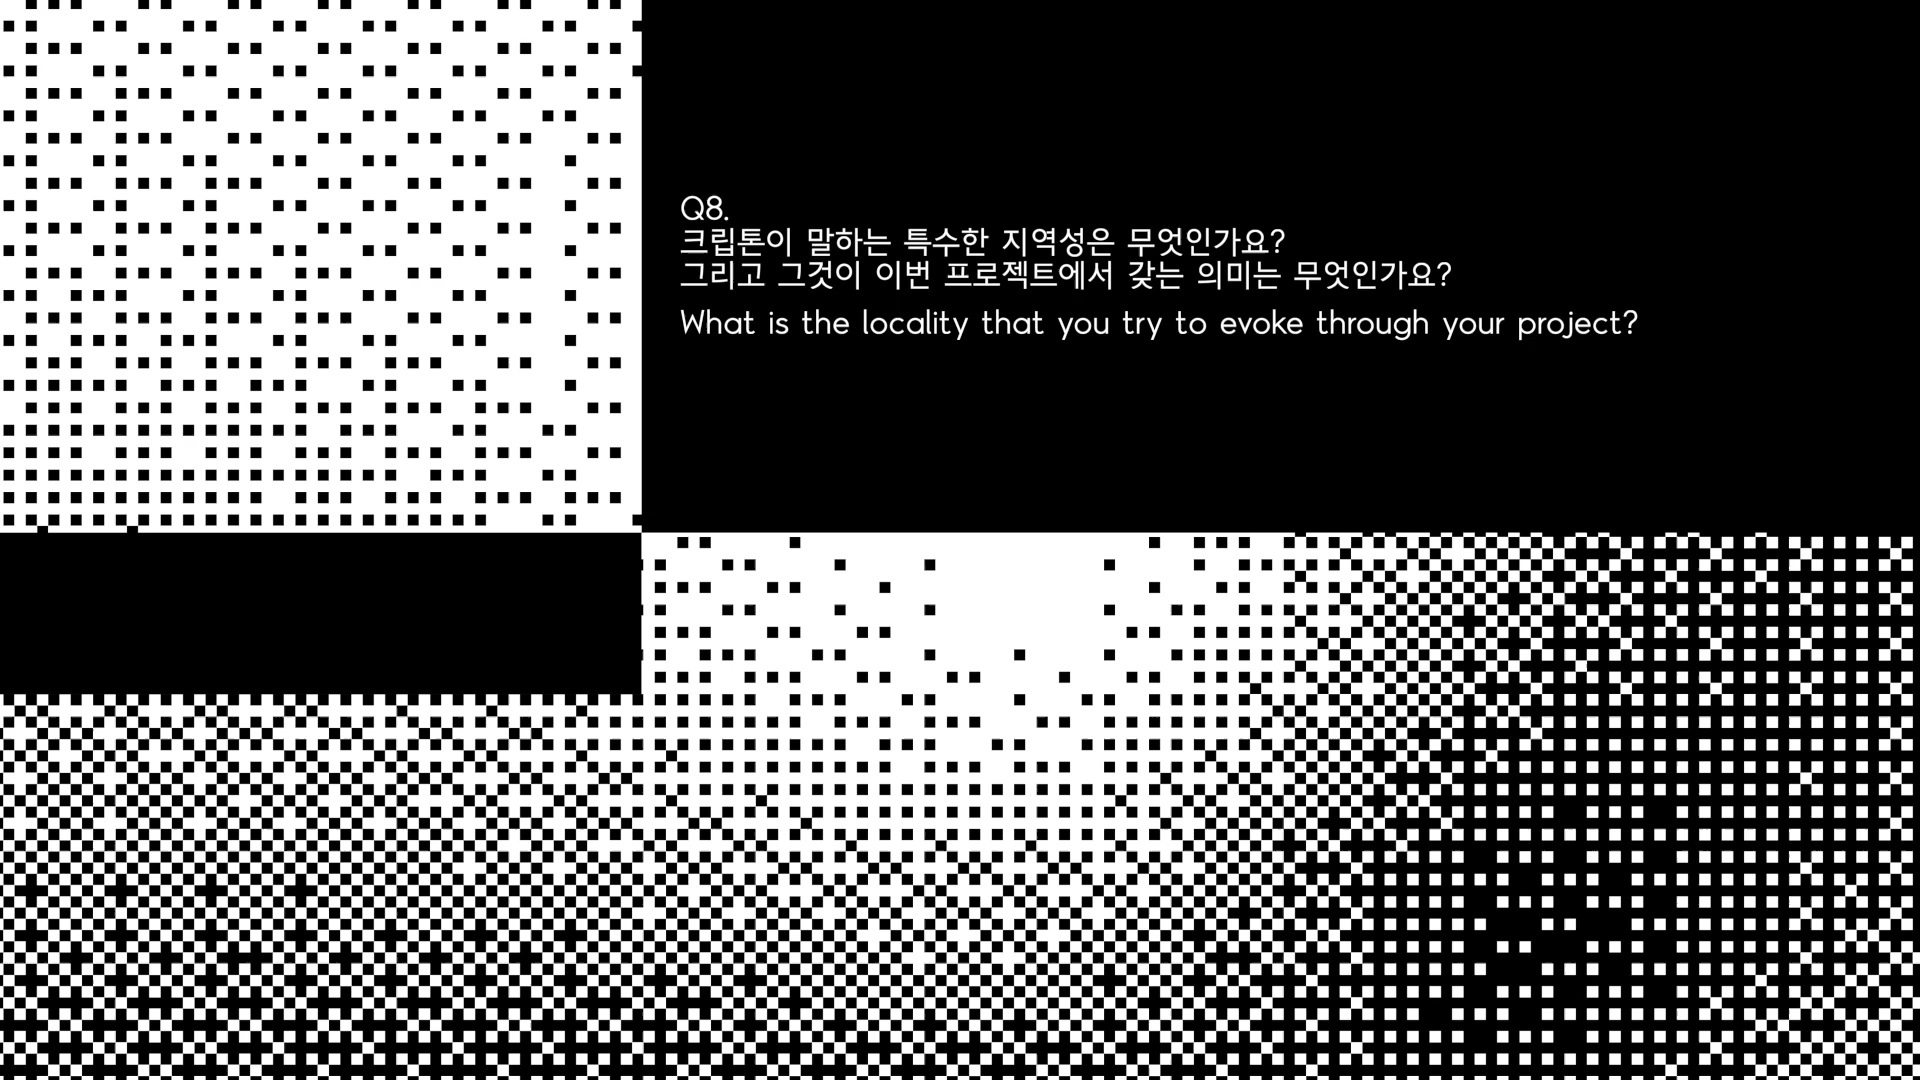 Q8.
크립톤이 말하는 특수한 지역성은 무엇인가요?
그리고 그것이 이번 프로젝트에서 갖는 의미는 무엇인가요?
What is the locality that you try to evoke through your project?